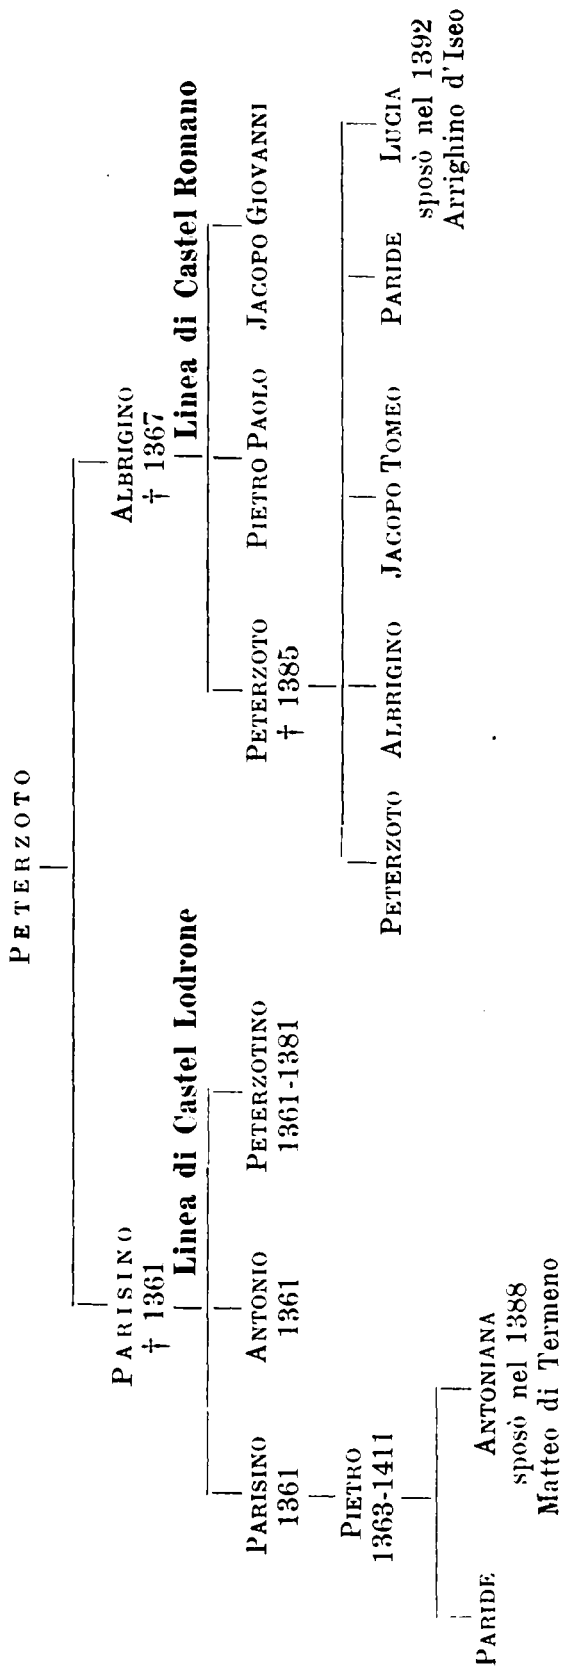 PETERZOTO
PARISINO
† 1361
Linea di Castel Lodrone
ALBRIGINO
† 1367
Linea di Castel Romano
PARISINO
1361
ANTONIO
1361
PETERZOTINO
1361-1381
PETERZOTO
† 1385
PIETRO PAOLO
JACOPO GIOVANNI
PIETRO
1363-1411
PETERZOTO
ALBRIGINO
JACOPO TOMEO
PARIDE
LUCIA
sposò nel 1392
Arrighino d'Iseo
PARIDE
ANTONIANA
sposò nel 1388
Matteo di Termeno